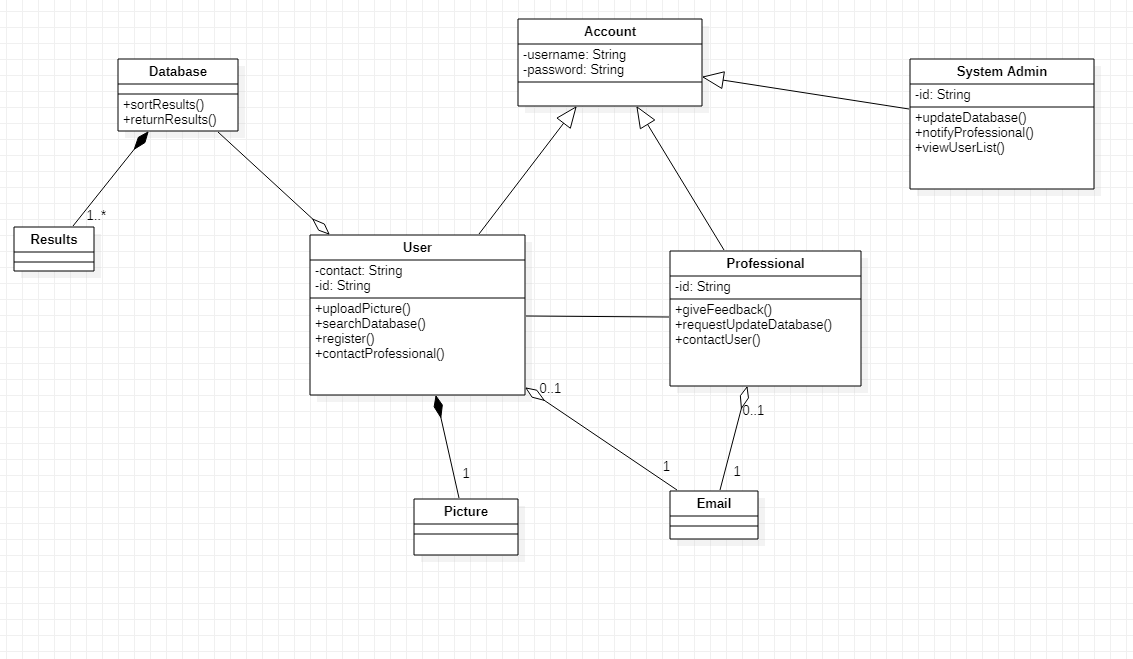 Account
-username: String
-password: String
Database
+sortResults()
+returnResults()
System Admin
-id: String
+updateDatabase()
+notifyProfessional()
+viewUserList()
1..*
Results
User
-contact: String
-id: String
+uploadPicture()
+searchDatabase()
+register()
+contactProfessional()
Professional
-id: String
+giveFeedback()
+requestUpdateDatabase()
+contactUser()
0..1
0..1
1
1
1
Picture
Email